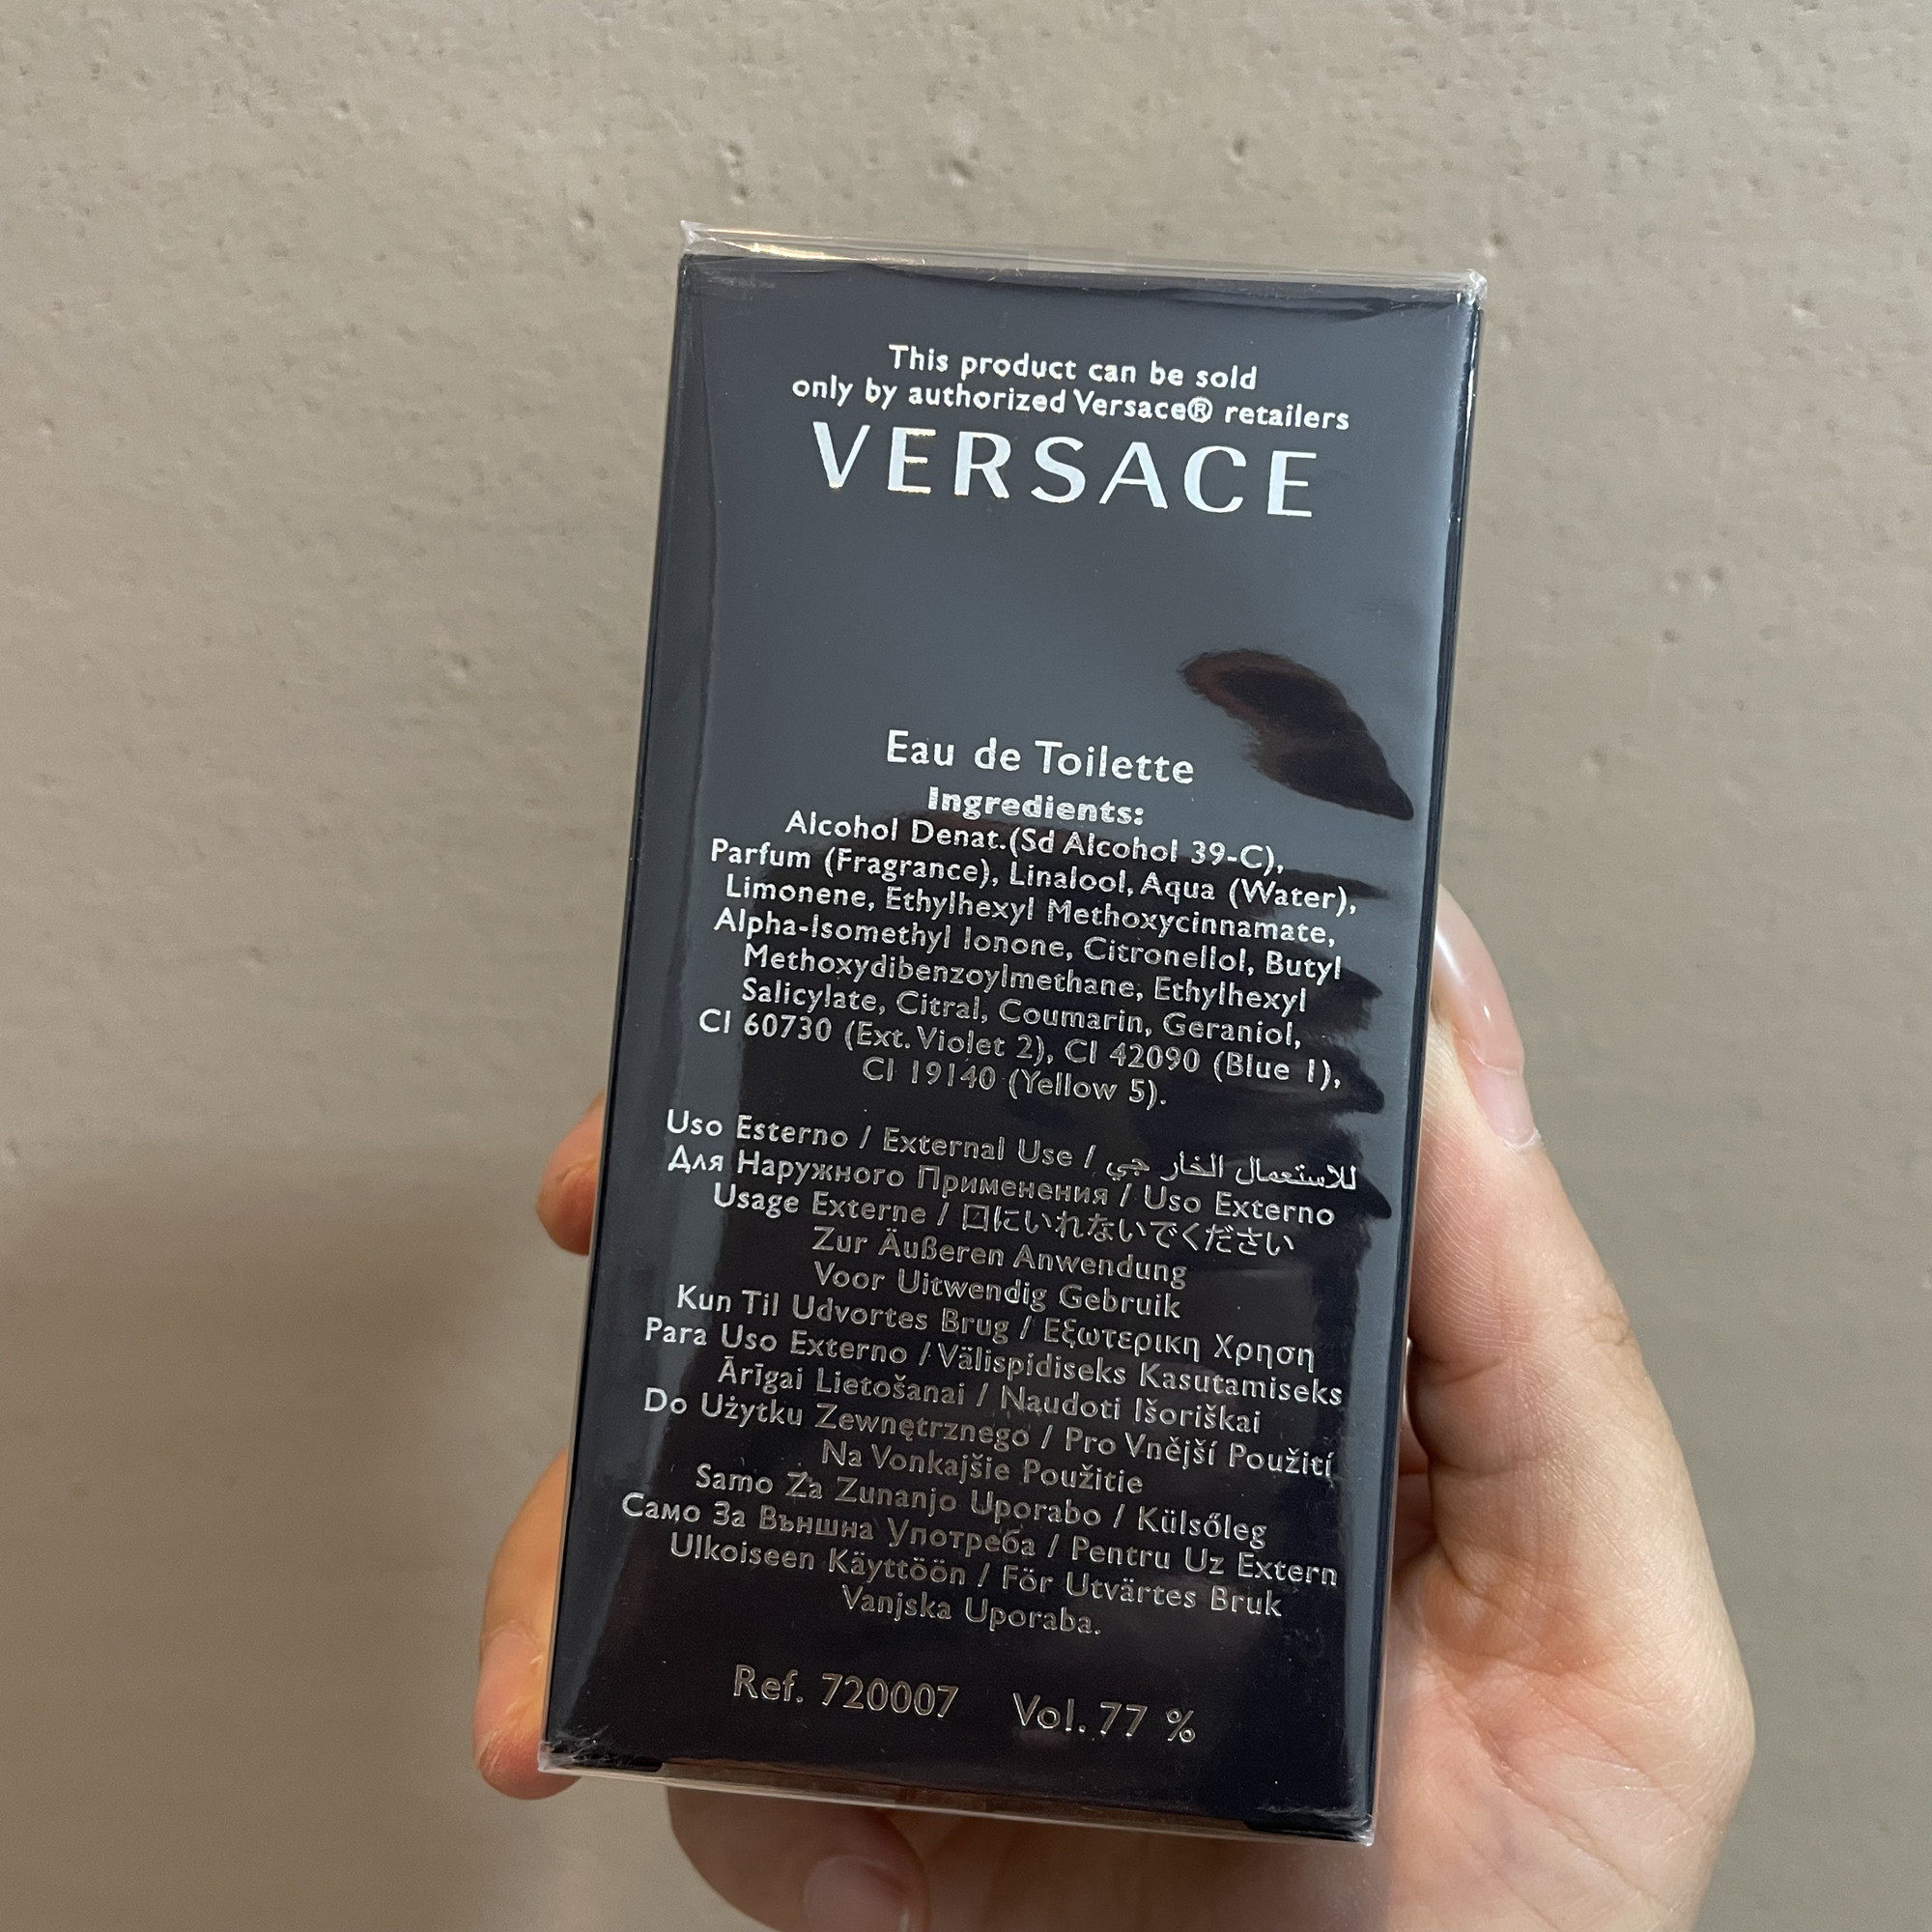 This product can be sold
only by authorized Versace® retailers
VERSACE
Eau de Toilette
Ingredients:
Alcohol Denat.(Sd Alcohol 39-C),
Parfum (Fragrance), Linalool, Aqua (Water),
Limonene, Ethylhexyl Methoxycinnamate,
Alpha-Isomethyl Ionone, Citronellol, Butyl
Methoxydibenzoylmethane, Ethylhexyl
Salicylate, Citral, Coumarin, Geraniol,
CI 60730 (Ext. Violet 2), CI 42090 (Blue 1),
CI 19140 (Yellow 5).
Uso Esterno / External Use / للاستعمال الخار جي
Для Наружного Применения / Uso Externo
Usage Externe / 口にいれないでください
Zur Äußeren Anwendung
Voor Uitwendig Gebruik
Kun Til Udvortes Brug / Εξωτερικη Χρηση
Para Uso Externo / Välispidiseks Kasutamiseks
Ārīgai Lietošanai / Naudoti Išoriškai
Do Użytku Zewnętrznego / Pro Vnější Použití
Na Vonkajšie Použitie
Samo Za Zunanjo Uporabo / Külsőleg
Само За Външна Употреба / Pentru Uz Extern
Ulkoiseen Käyttöön / För Utvärtes Bruk
Vanjska Uporaba.
Ref. 720007 Vol. 77 %